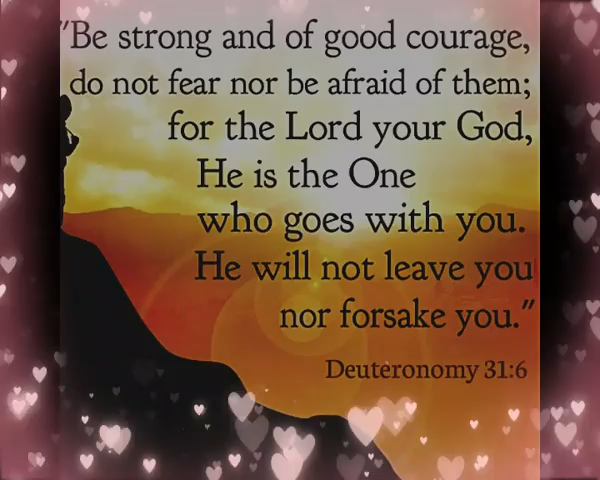 "Be strong and of good courage,
do not fear nor be afraid of them;
for the Lord your God,
He is the One
who goes with you.
He will not leave you
nor forsake you."
Deuteronomy 31:6